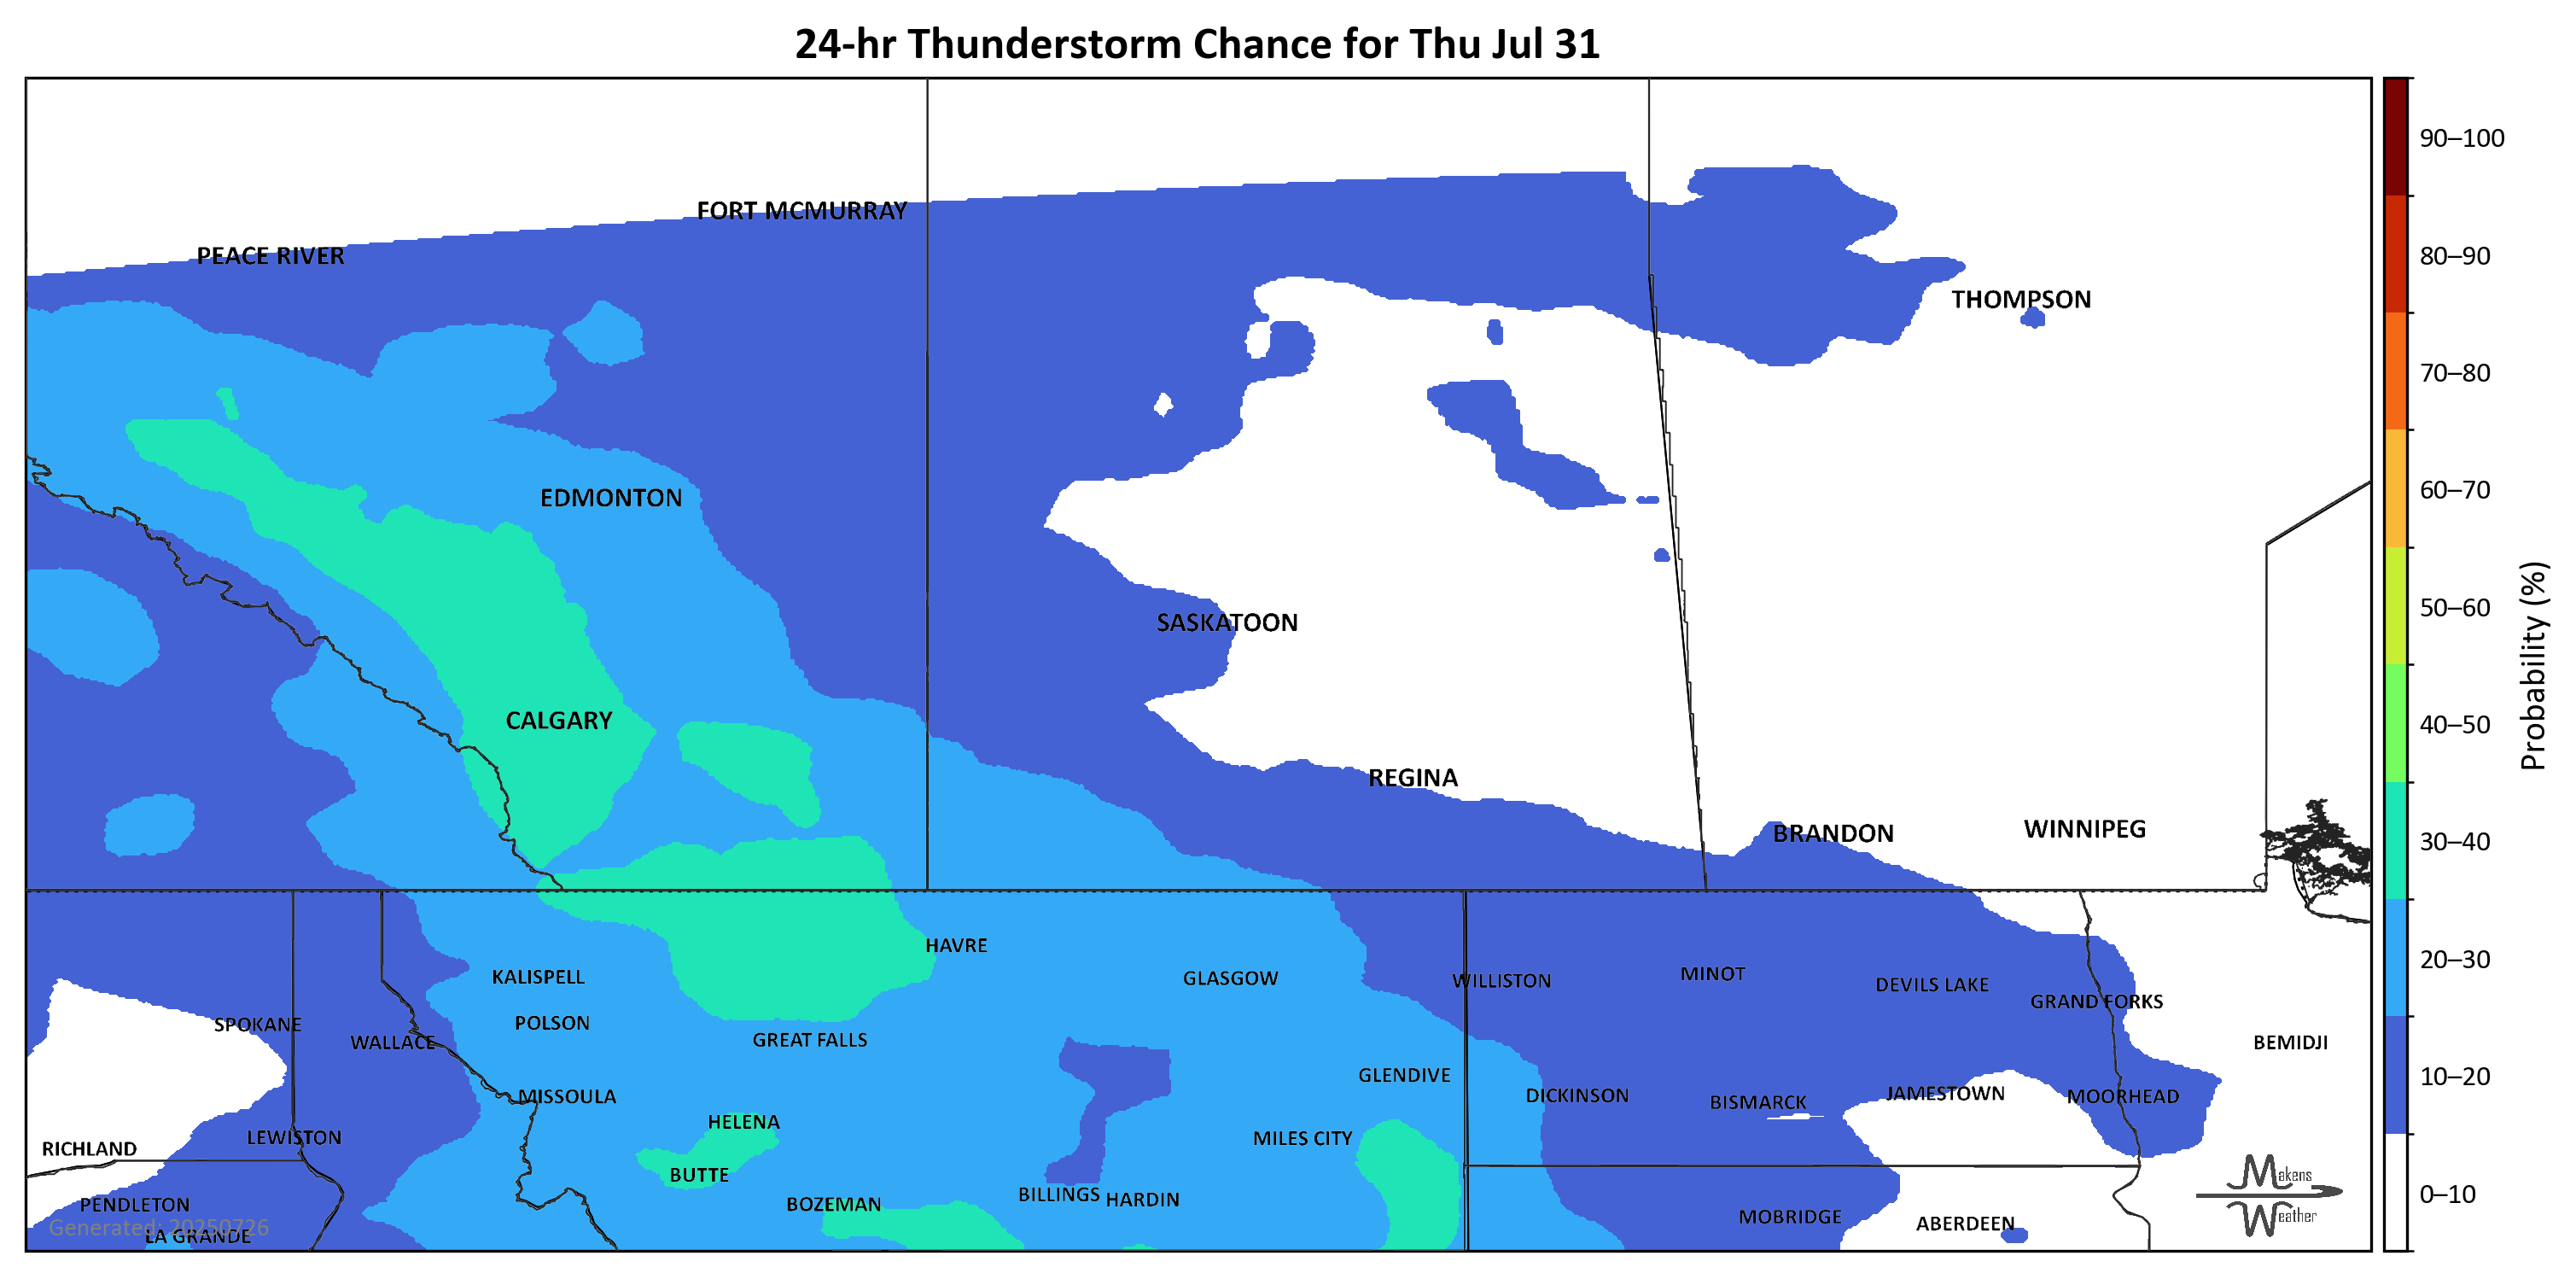 24-hr Thunderstorm Chance for Thu Jul 31
90–100
FORT MCMURRAY
PEACE RIVER
80–90
THOMPSON
70–80
EDMONTON
60–70
SASKATOON
50–60
Probability (%)
CALGARY
40–50
REGINA
BRANDON
WINNIPEG
30–40
HAVRE
KALISPELL
GLASGOW
WILLISTON
MINOT
DEVILS LAKE
20–30
GRAND FORKS
SPOKANE
POLSON
WALLACE
GREAT FALLS
BEMIDJI
GLENDIVE
10–20
MISSOULA
DICKINSON
BISMARCK
JAMESTOWN
MOORHEAD
HELENA
LEWISTON
MILES CITY
RICHLAND
BUTTE
Makens
BILLINGS
HARDIN
0–10
PENDLETON
BOZEMAN
MOBRIDGE
ABERDEEN
Weather
Generated: 20250726
LA GRANDE